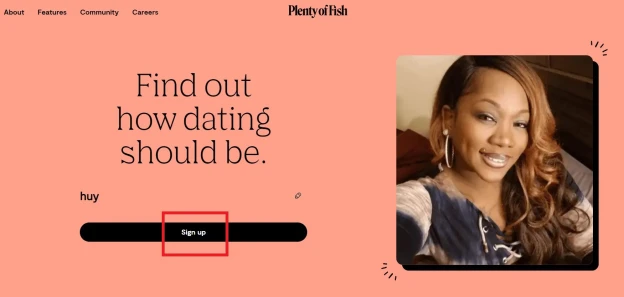 About Features Community Careers Plenty of Fish
Find out
how dating
should be.
huy
Sign up